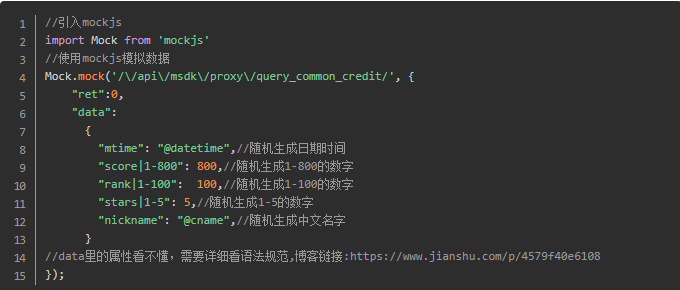 1 //引入mockjs
2 import Mock from 'mockjs'
3 //使用mockjs模拟数据
4 Mock.mock('/\/api\/msdk\/proxy\/query_common_credit/', {
5 "ret":0,
6 "data":
7 {
8 "mtime": "@datetime",//随机生成日期时间
9 "score|1-800": 800,//随机生成1-800的数字
10 "rank|1-100":  100,//随机生成1-100的数字
11 "stars|1-5": 5,//随机生成1-5的数字
12 "nickname": "@cname",//随机生成中文名字
13 }
14 //data里的属性看不懂，需要详细看语法规范,博客链接:https://www.jianshu.com/p/4579f40e6108
15 });